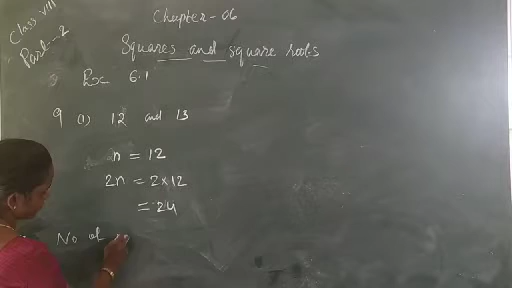 Class VIII
Part-2
Chapter-06
Squares and square roots
Ex 6.1
9 (1) 12 and 13
n = 12
2n = 2×12
= 24
No of